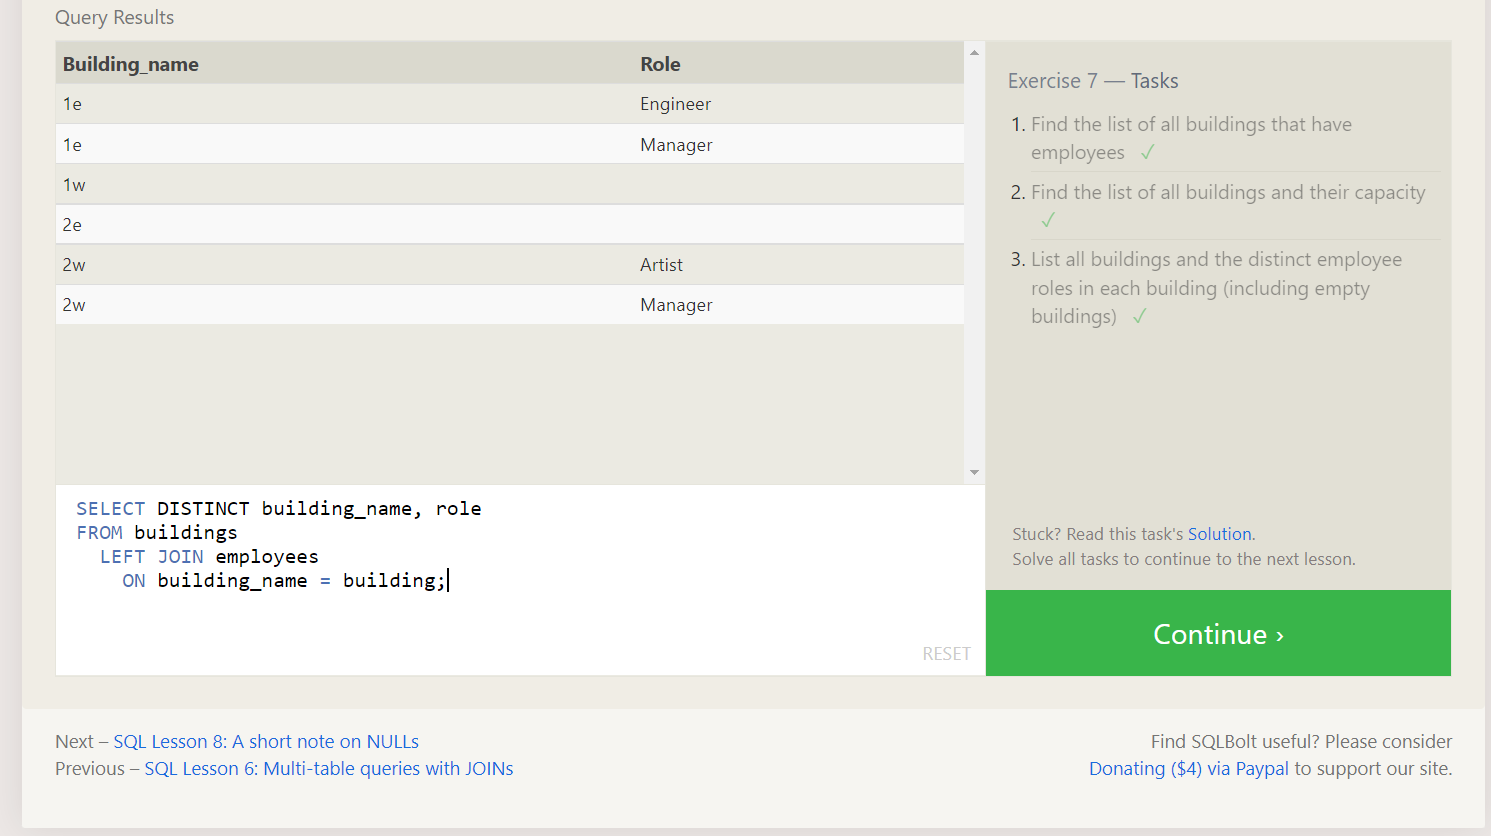 Query Results
Building_name Role
1e Engineer
1e Manager
1w
2e
2w Artist
2w Manager
SELECT DISTINCT building_name, role
FROM buildings
  LEFT JOIN employees
    ON building_name = building;
RESET
Exercise 7 — Tasks
1. Find the list of all buildings that have
employees ✓
2. Find the list of all buildings and their capacity
✓
3. List all buildings and the distinct employee
roles in each building (including empty
buildings) ✓
Stuck? Read this task's Solution.
Solve all tasks to continue to the next lesson.
Continue ›
Next – SQL Lesson 8: A short note on NULLs
Previous – SQL Lesson 6: Multi-table queries with JOINs
Find SQLBolt useful? Please consider
Donating ($4) via Paypal to support our site.